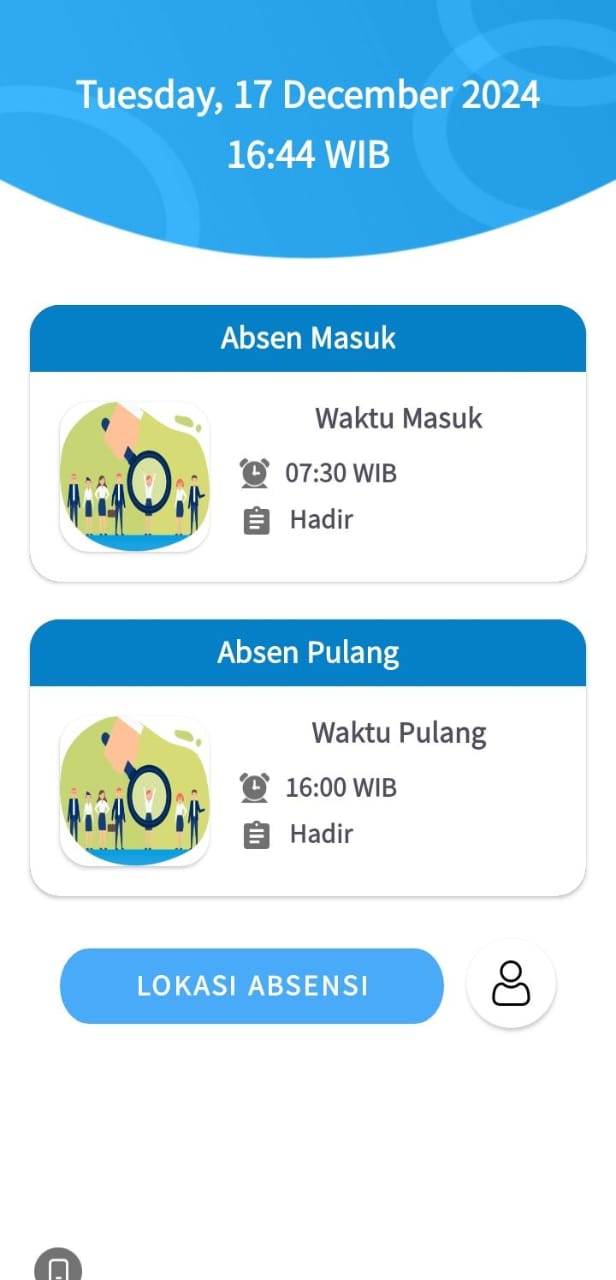 Tuesday, 17 December 2024
16:44 WIB
Absen Masuk
Waktu Masuk
07:30 WIB
Hadir
Absen Pulang
Waktu Pulang
16:00 WIB
Hadir
LOKASI ABSENSI